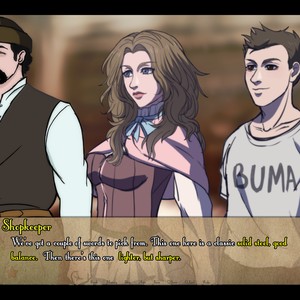 BUMA
Shopkeeper
We've got a couple of swords to pick from. This one here is a classic solid steel, good
balance. Then there's this one lighter, but sharper.